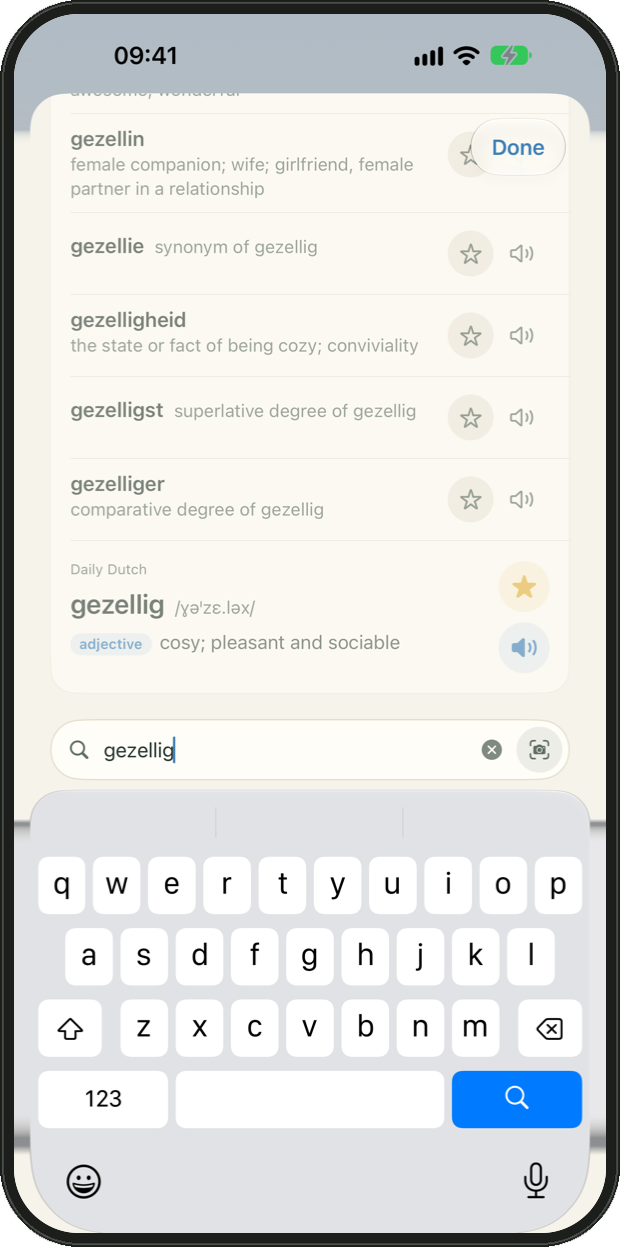 09:41
awesome; wonderful
gezellin
female companion; wife; girlfriend, female
partner in a relationship
Done
gezellie synonym of gezellig
gezelligheid
the state or fact of being cozy; conviviality
gezelligst superlative degree of gezellig
gezelliger
comparative degree of gezellig
Daily Dutch
gezellig /ɣəˈzɛ.ləx/
adjective cosy; pleasant and sociable
gezellig
q w e r t y u i o p
a s d f g h j k l
z x c v b n m
123